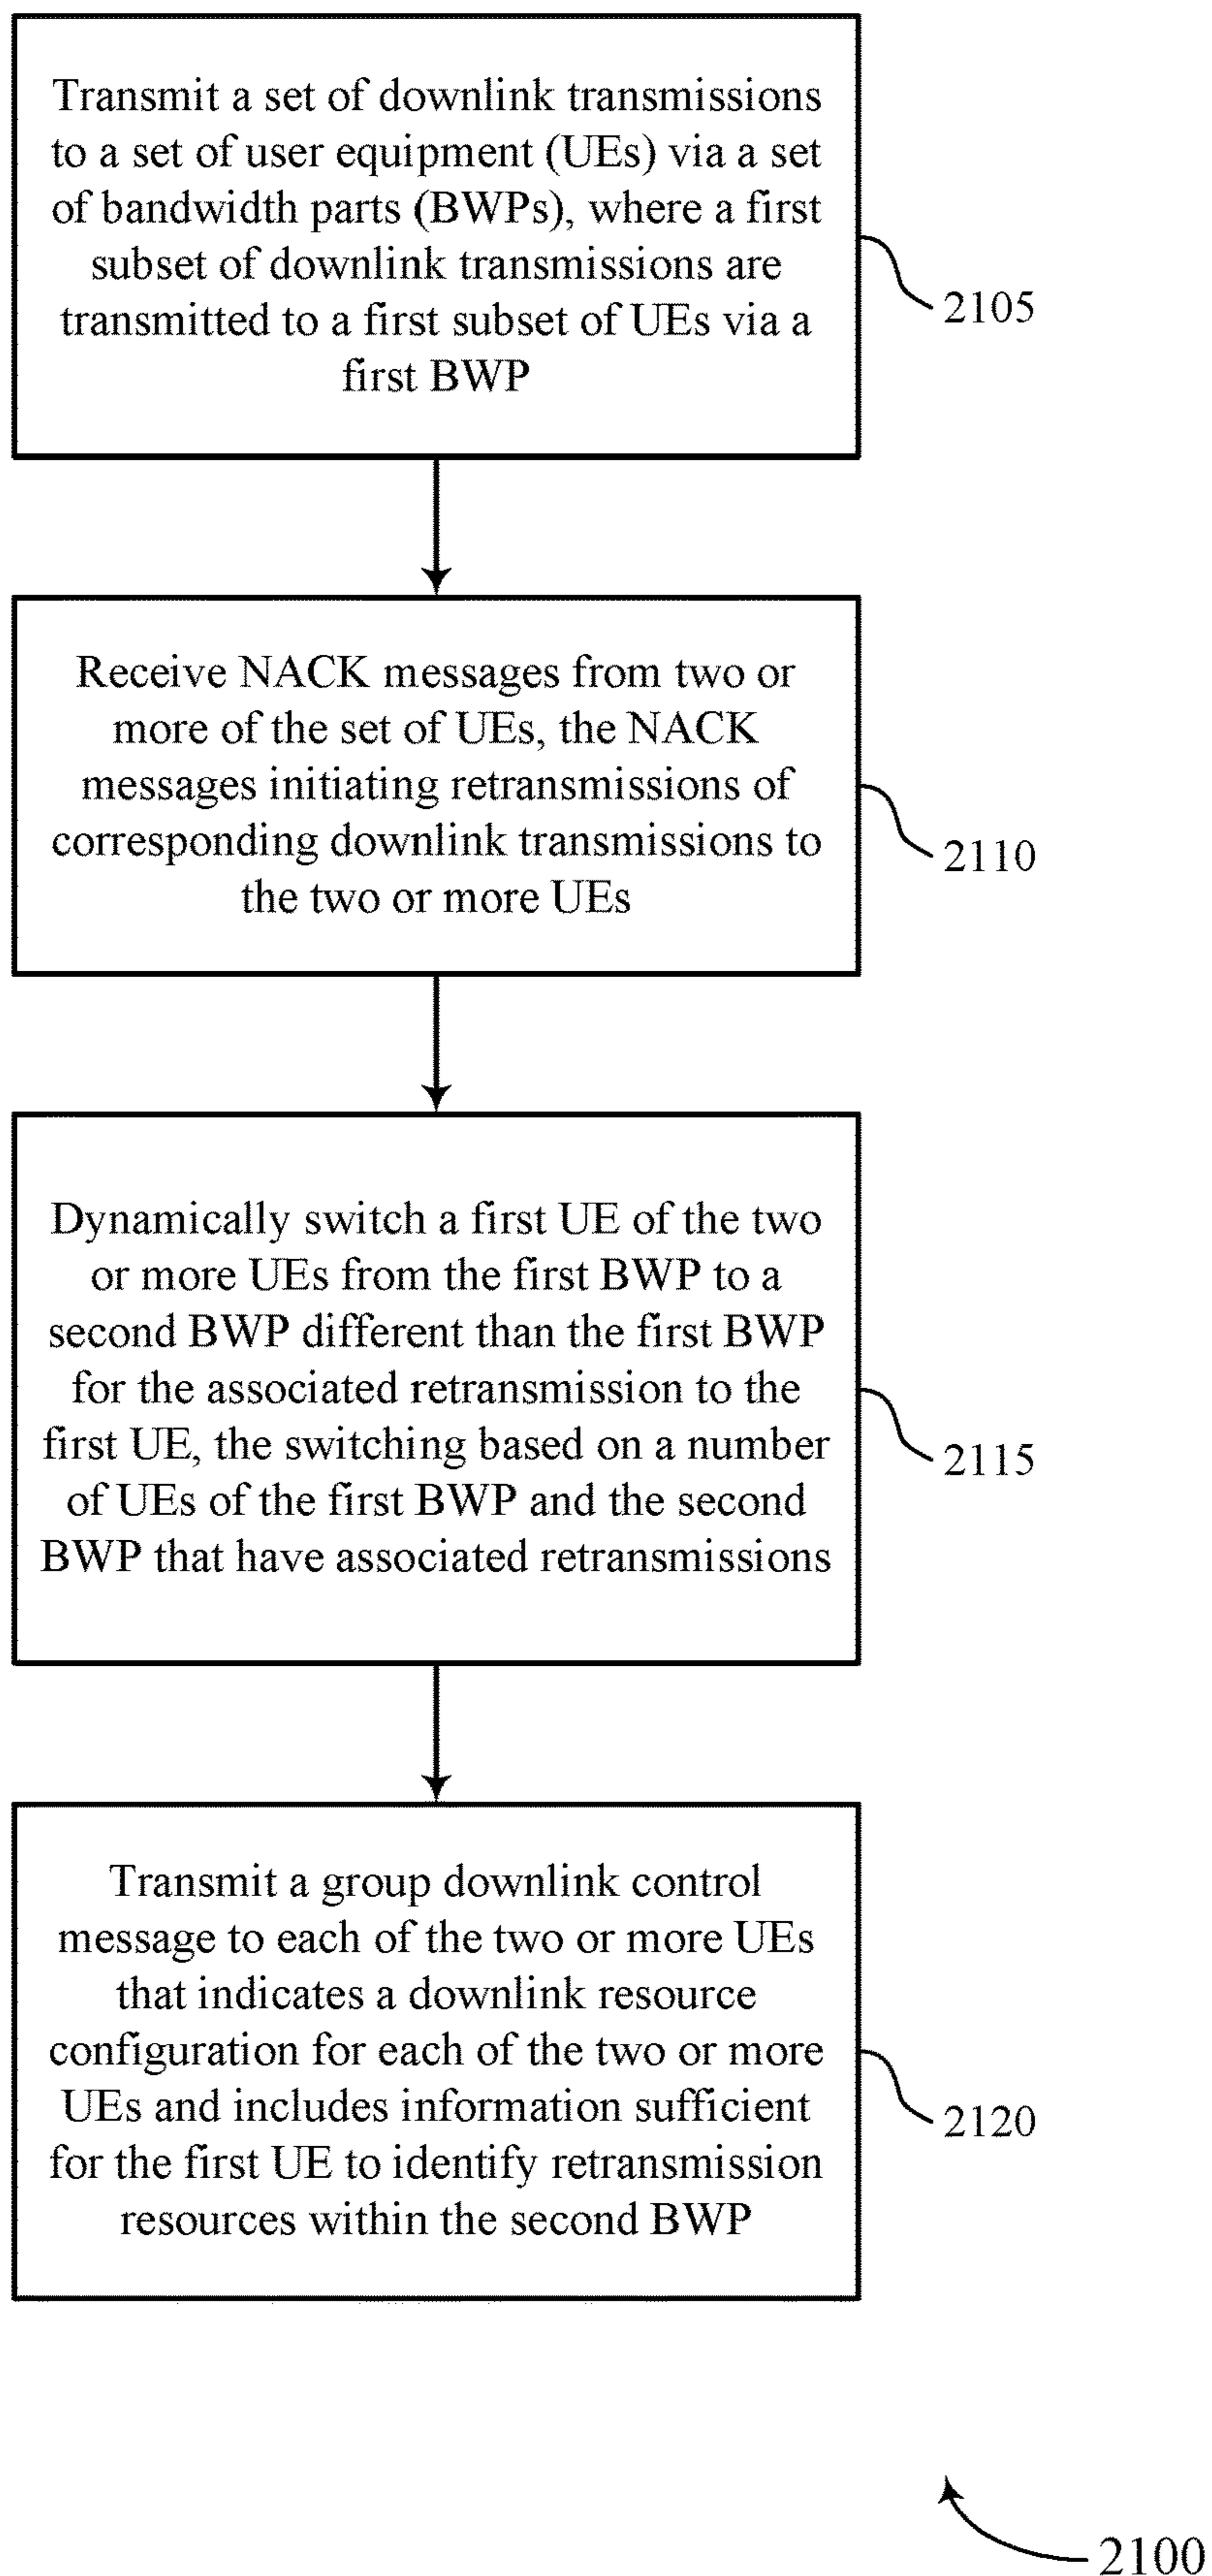 Transmit a set of downlink transmissions
to a set of user equipment (UEs) via a set
of bandwidth parts (BWPs), where a first
subset of downlink transmissions are
transmitted to a first subset of UEs via a
first BWP
2105
Receive NACK messages from two or
more of the set of UEs, the NACK
messages initiating retransmissions of
corresponding downlink transmissions to
the two or more UEs
2110
Dynamically switch a first UE of the two
or more UEs from the first BWP to a
second BWP different than the first BWP
for the associated retransmission to the
first UE, the switching based on a number
of UEs of the first BWP and the second
BWP that have associated retransmissions
2115
Transmit a group downlink control
message to each of the two or more UEs
that indicates a downlink resource
configuration for each of the two or more
UEs and includes information sufficient
for the first UE to identify retransmission
resources within the second BWP
2120
2100